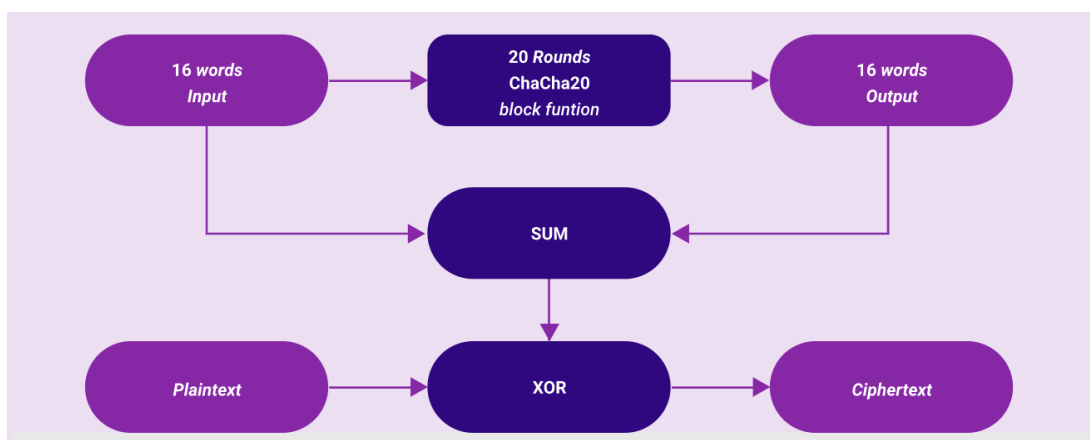 16 words
Input
20 Rounds
ChaCha20
block funtion
16 words
Output
SUM
Plaintext
XOR
Ciphertext